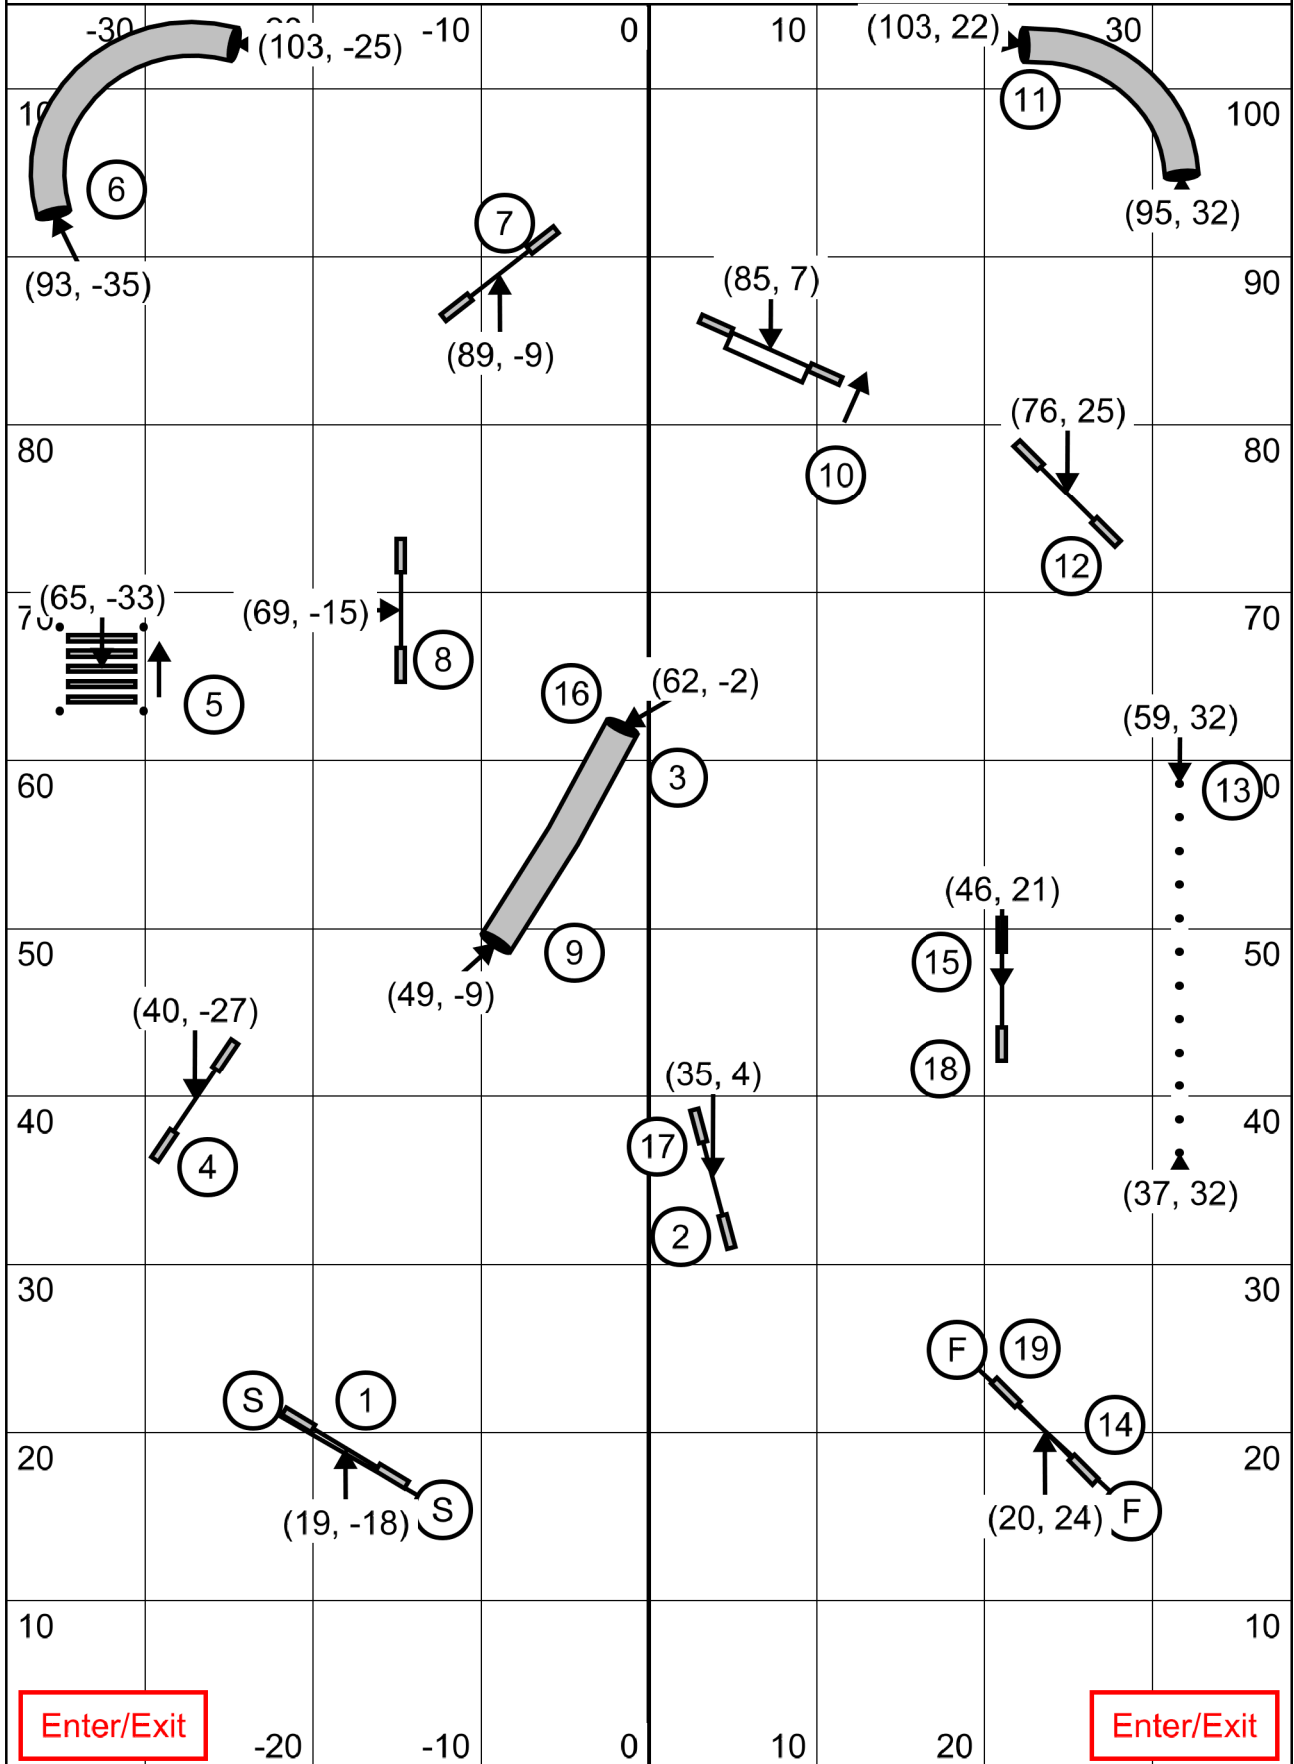 -30 -20 -10 0 10 (103, 22) 30
(103, -25)
11
100 100
6
7
(95, 32)
(93, -35) (85, 7) 90
(89, -9)
(76, 25)
80 10 80
12
70 (65, -33) (69, -15) 70
8
5 16 (62, -2)
(59, 32)
60 3 13 0
(46, 21)
50 9 15 50
(49, -9)
(40, -27)
18
(35, 4)
40 17 40
4
(37, 32)
2
30 30
F 19
S 1
14
20 20
S (20, 24) F
(19, -18)
10 10
Enter/Exit -20 -10 0 10 20 Enter/Exit